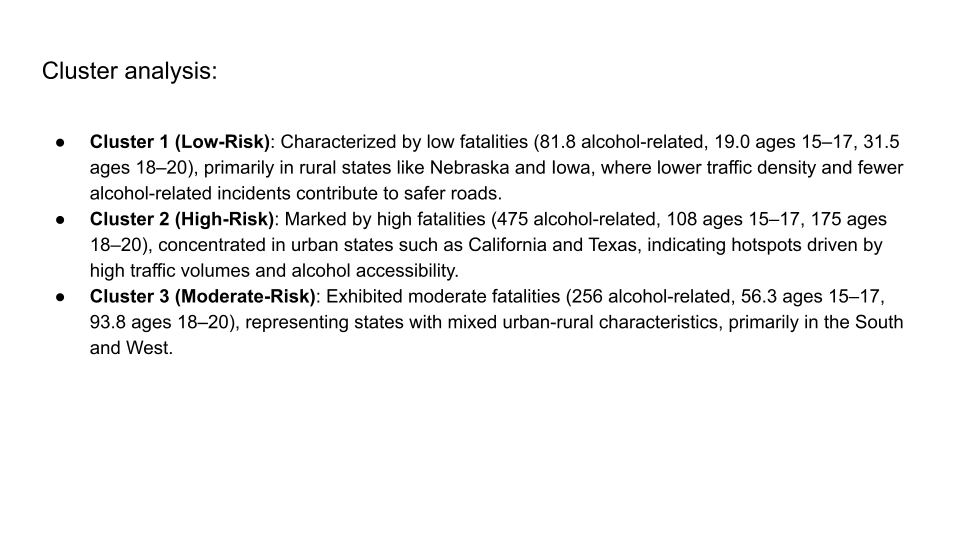 Cluster analysis:
● Cluster 1 (Low-Risk): Characterized by low fatalities (81.8 alcohol-related, 19.0 ages 15–17, 31.5
ages 18–20), primarily in rural states like Nebraska and Iowa, where lower traffic density and fewer
alcohol-related incidents contribute to safer roads.
● Cluster 2 (High-Risk): Marked by high fatalities (475 alcohol-related, 108 ages 15–17, 175 ages
18–20), concentrated in urban states such as California and Texas, indicating hotspots driven by
high traffic volumes and alcohol accessibility.
● Cluster 3 (Moderate-Risk): Exhibited moderate fatalities (256 alcohol-related, 56.3 ages 15–17,
93.8 ages 18–20), representing states with mixed urban-rural characteristics, primarily in the South
and West.